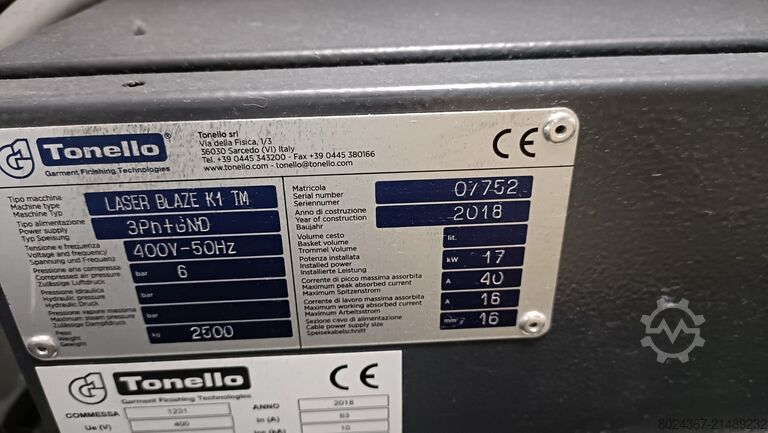 Tonello
Garment Finishing Technologies
Tonello srl
Via della Fisica, 1/3
36030 Sarcedo (VI) Italy
Tel. +39 0445 343200 - Fax +39 0445 380166
www.tonello.com - tonello@tonello.com
CE
Tipo macchina
Machine type
Maschine Typ
LASER BLAZE K1 TM
Tipo alimentazione
Power supply
Typ Speisung
3Ph+GND
Tensione e frequenza
Voltage and frequency
Spannung und Frequenz
400V-50Hz
Pressione aria compressa
Compressed air pressure
Zulässige Luftdruck
bar
6
Pressione idraulica
Hydraulic pressure
Hydraulic Druck
bar
Pressione vapore massima
Maximum steam pressure
Zulässige Dampfdruck
bar
Peso
Weight
Gewicht
kg
2500
Matricola
Serial number
Seriennumer
07752
Anno di costruzione
Year of construction
Baujahr
2018
Volume cesto
Basket volume
Trommel Volumen
lit.
Potenza installata
Installed power
Installierte Leistung
kW
17
Corrente di picco massima assorbita
Maximum peak absorbed current
Maximum Spitzenstrom
A
40
Corrente di lavoro massima assorbita
Maximum working absorbed current
Maximum Arbeitsstrom
A
16
Sezione cavo di alimentazione
Cable power supply size
Speisekabelschnitt
mm²
16
Tonello
Garment Finishing Technologies
CE
COMMESSA
1231
ANNO
2018
Ue (V)
400
In (A)
63
10
8024367-21489232